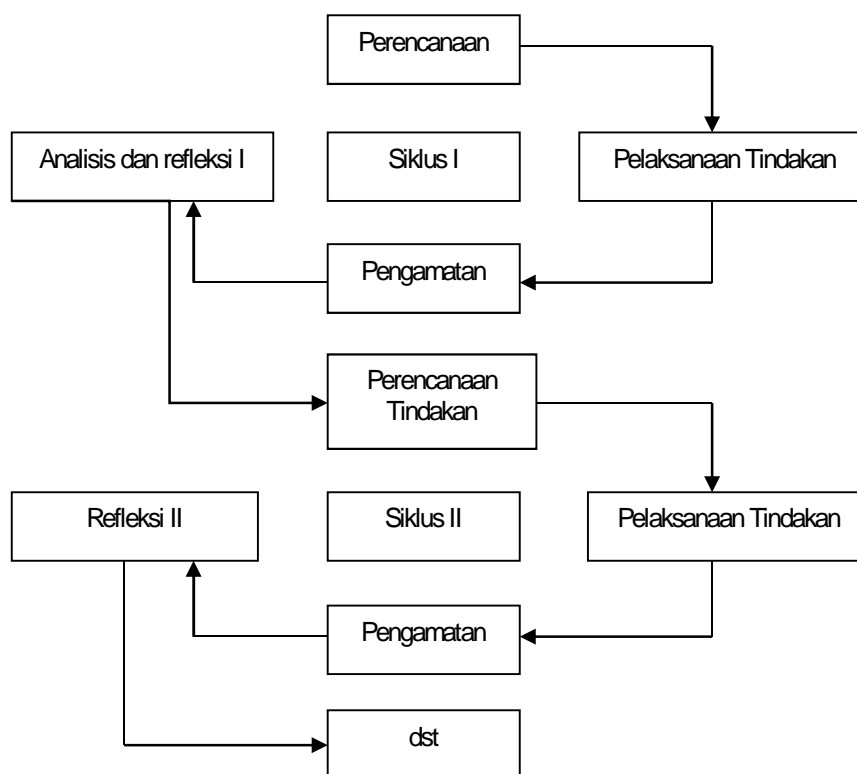 Perencanaan
Analisis dan refleksi I
Siklus I
Pelaksanaan Tindakan
Pengamatan
Perencanaan
Tindakan
Refleksi II
Siklus II
Pelaksanaan Tindakan
Pengamatan
dst